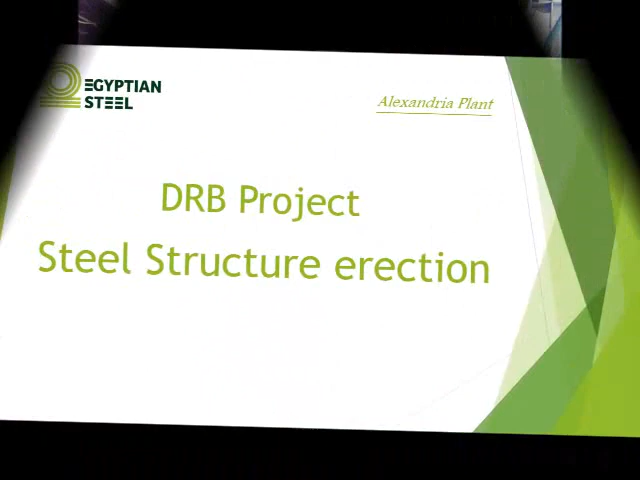 EGYPTIAN
STEEL
Alexandria Plant
DRB Project
Steel Structure erection